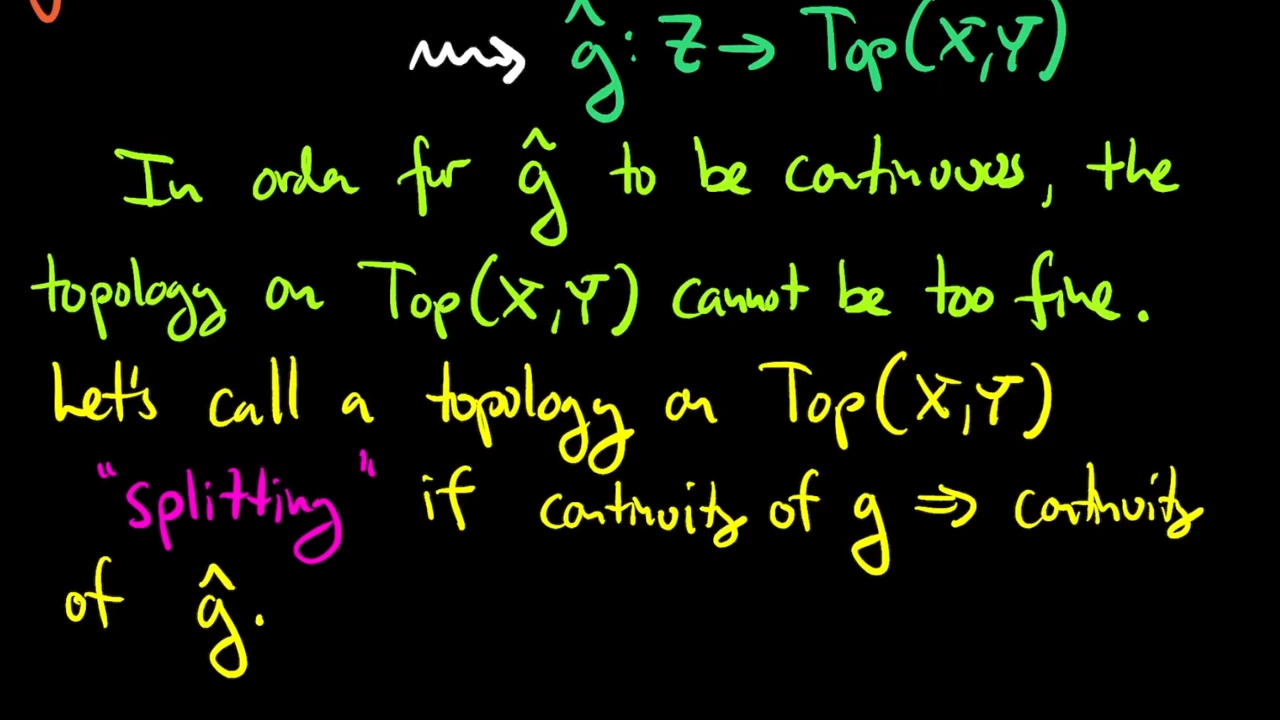 ĝ: Z → Top(X,Y)
In order for ĝ to be continuous, the
topology on Top(X,Y) cannot be too fine.
Let's call a topology on Top(X,Y)
"splitting" if continuity of g ⇒ continuity
of ĝ.